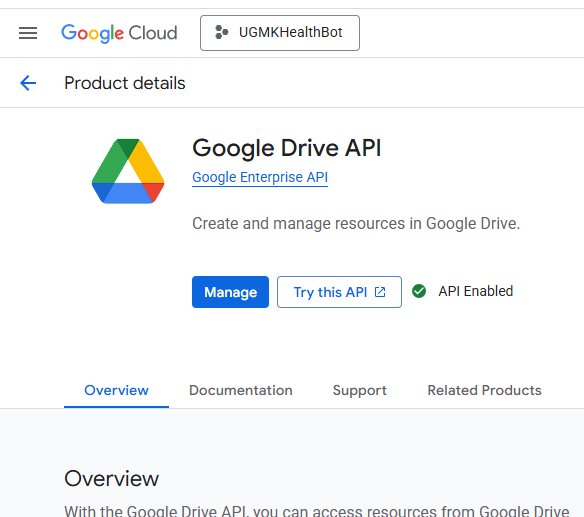 Google Cloud
UGMKHealthBot
Product details
Google Drive API
Google Enterprise API
Create and manage resources in Google Drive.
Manage
Try this API
API Enabled
Overview
Documentation
Support
Related Products
Overview
With the Google Drive API, you can access resources from Google Drive